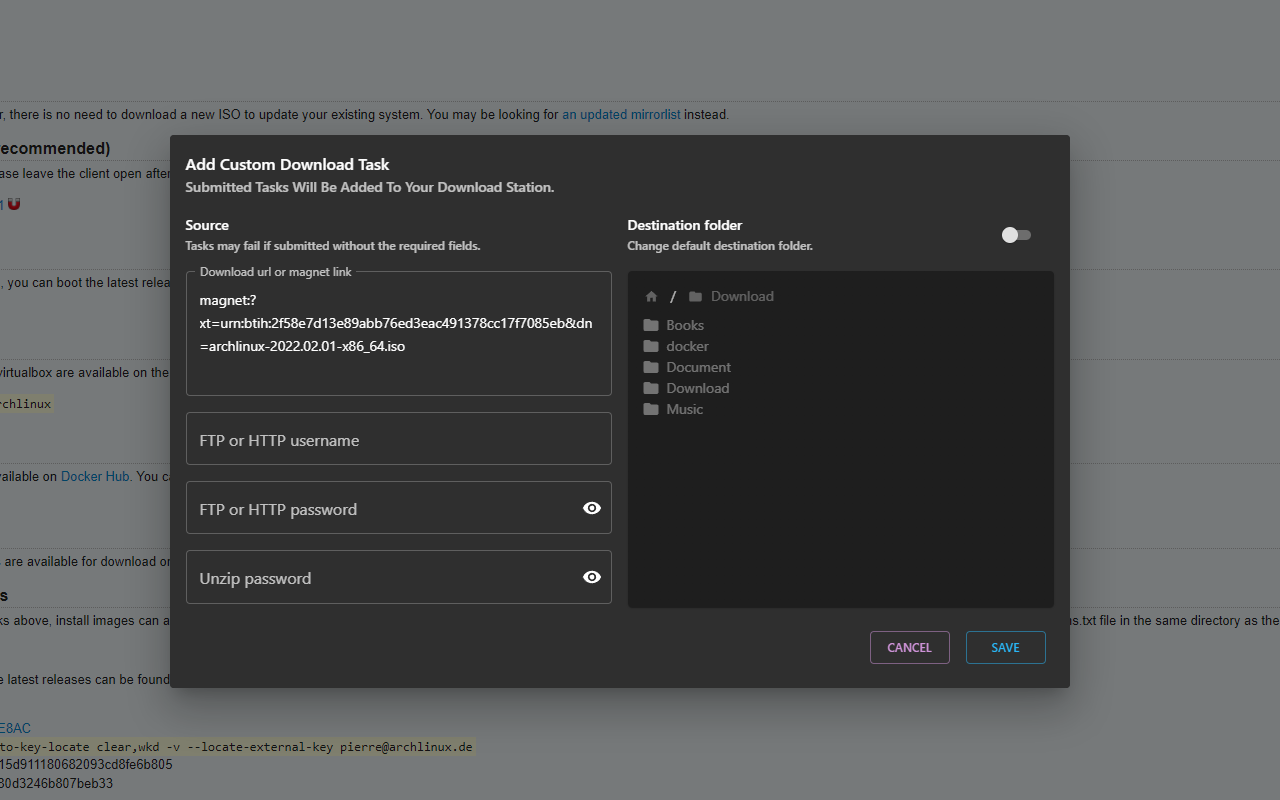 r, there is no need to download a new ISO to update your existing system. You may be looking for an updated mirrorlist instead.
recommended)
ase leave the client open after
1
, you can boot the latest relea
virtualbox are available on the
rchlinux
vailable on Docker Hub. You ca
s are available for download or
s
ks above, install images can a
ns.txt file in the same directory as the
e latest releases can be found
E8AC
to-key-locate clear,wkd -v --locate-external-key pierre@archlinux.de
15d911180682093cd8fe6b805
30d3246b807beb33
Add Custom Download Task
Submitted Tasks Will Be Added To Your Download Station.
Source
Tasks may fail if submitted without the required fields.
Download url or magnet link
magnet:?
xt=urn:btih:2f58e7d13e89abb76ed3eac491378cc17f7085eb&dn
=archlinux-2022.02.01-x86_64.iso
FTP or HTTP username
FTP or HTTP password
Unzip password
Destination folder
Change default destination folder.
/ Download
Books
docker
Document
Download
Music
CANCEL
SAVE